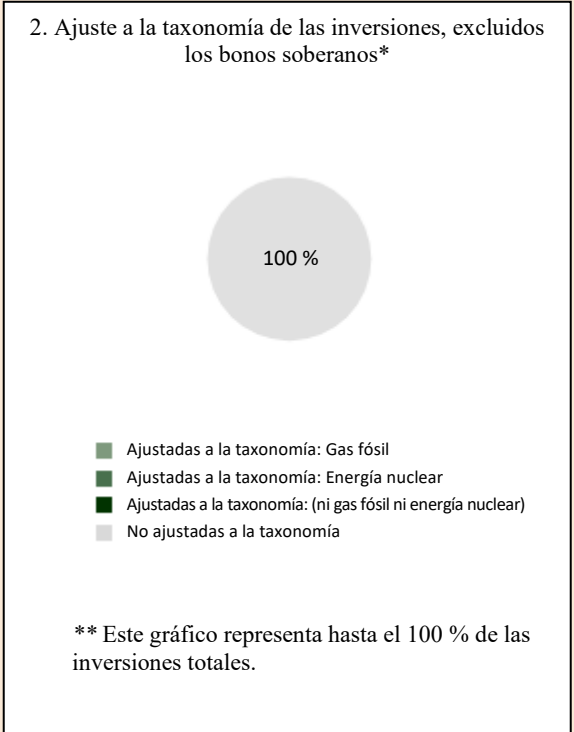 2. Ajuste a la taxonomía de las inversiones, excluidos
los bonos soberanos*
100 %
Ajustadas a la taxonomía: Gas fósil
Ajustadas a la taxonomía: Energía nuclear
Ajustadas a la taxonomía: (ni gas fósil ni energía nuclear)
No ajustadas a la taxonomía
** Este gráfico representa hasta el 100 % de las
inversiones totales.